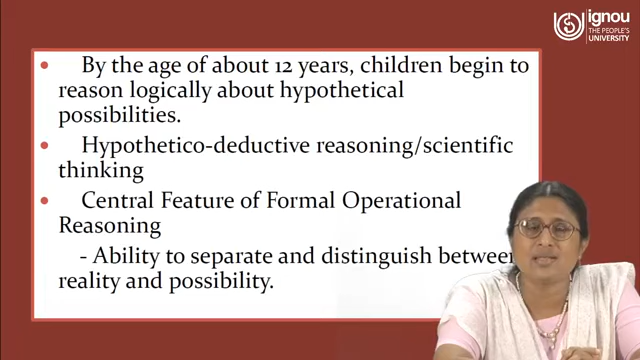 ignou
THE PEOPLE'S
UNIVERSITY
• By the age of about 12 years, children begin to
reason logically about hypothetical
possibilities.
• Hypothetico-deductive reasoning/scientific
thinking
• Central Feature of Formal Operational
Reasoning
- Ability to separate and distinguish between
reality and possibility.